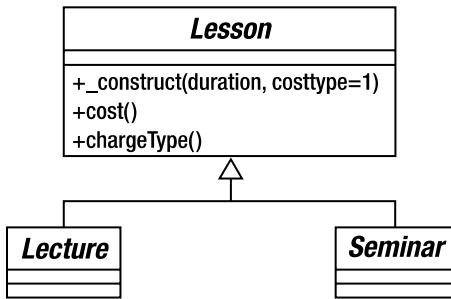 Lesson
+_construct(duration, costtype=1)
+cost()
+chargeType()
Lecture
Seminar